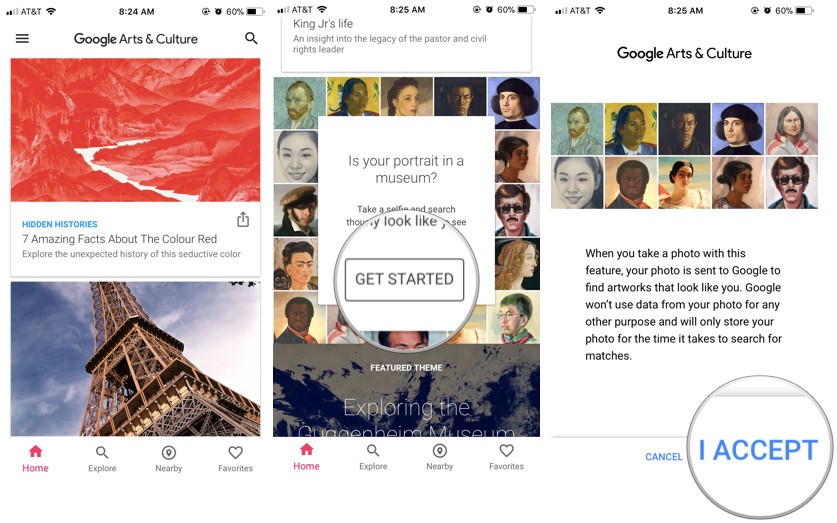 AT&T 8:24 AM 60%
Google Arts & Culture
HIDDEN HISTORIES
7 Amazing Facts About The Colour Red
Explore the unexpected history of this seductive color
Home Explore Nearby Favorites
AT&T 8:25 AM 60%
King Jr's life
An insight into the legacy of the pastor and civil
rights leader
Is your portrait in a
museum?
Take a selfie and search
look like see
GET STARTED
FEATURED THEME
Exploring the
Guggenheim Museum
Home Explore Nearby Favorites
AT&T 8:25 AM 60%
Google Arts & Culture
When you take a photo with this
feature, your photo is sent to Google to
find artworks that look like you. Google
won't use data from your photo for any
other purpose and will only store your
photo for the time it takes to search for
matches.
CANCEL I ACCEPT